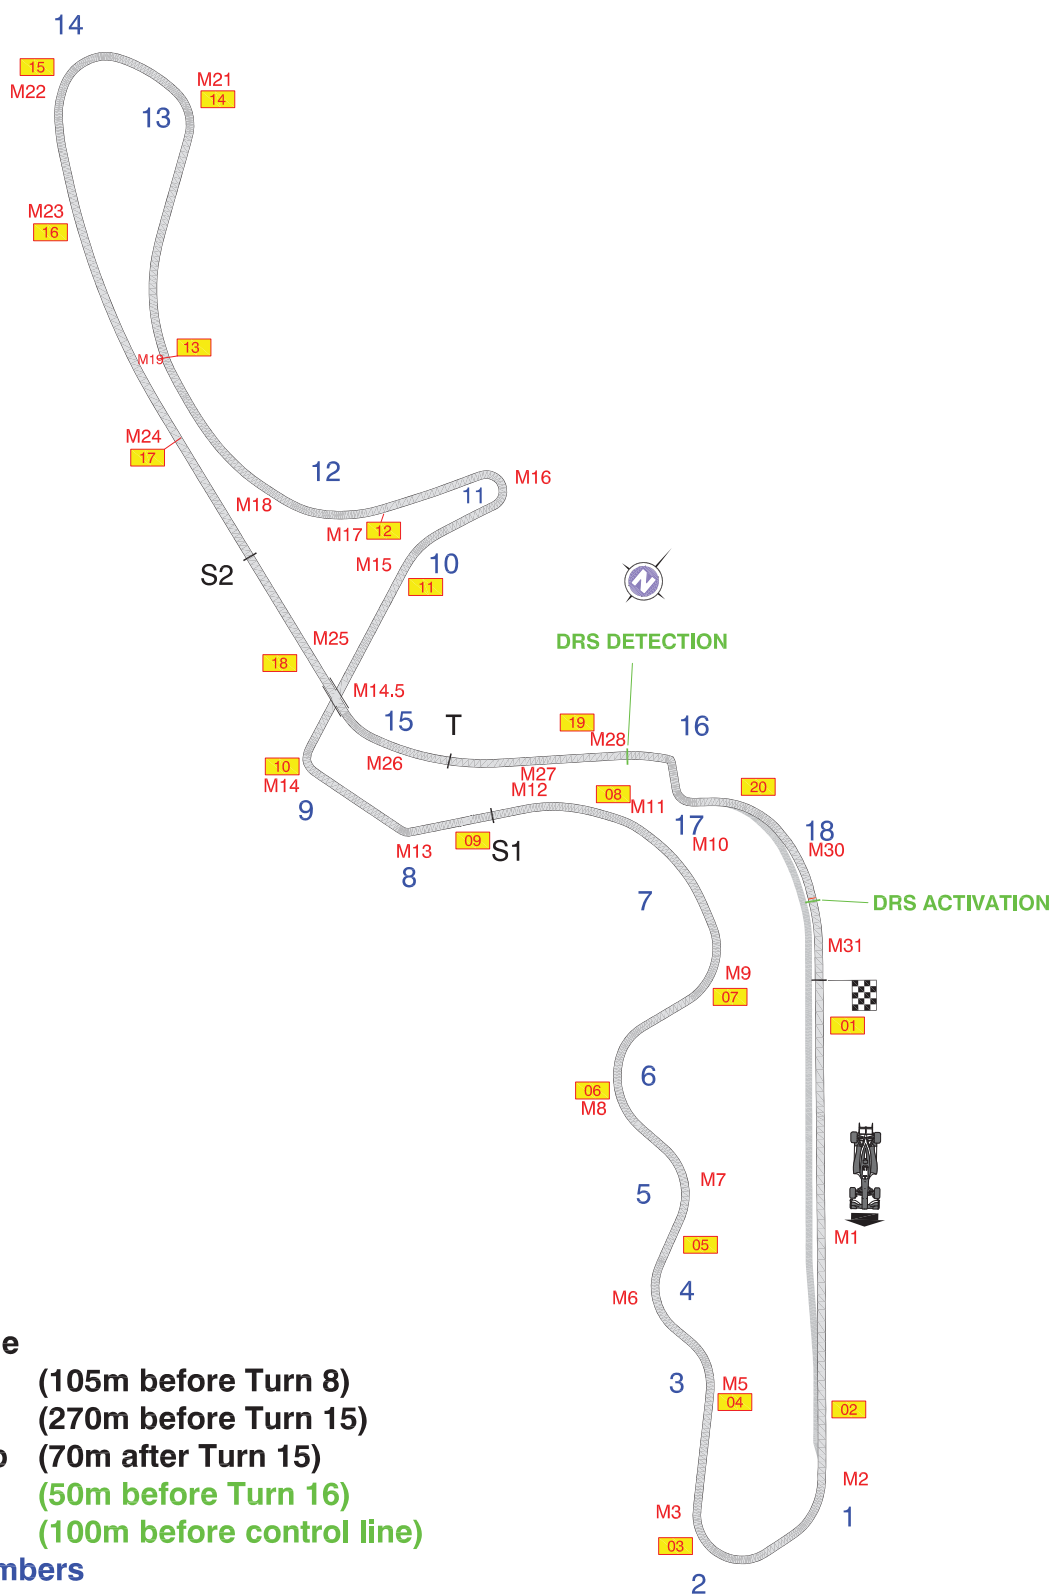 14
15
M22
M21
14
13
M23
16
M19
13
M24
17
12
M18
M17
12
11
M16
M15
10
11
S2
N
M25
18
DRS DETECTION
M14.5
15
T
19
M28
16
M26
M27
M12
10
M14
9
08
M11
20
17
18
M10
M30
09
S1
M13
8
7
DRS ACTIVATION
M31
M9
07
01
6
06
M8
M7
5
05
M1
4
M6
e
(105m before Turn 8)
3
M5
04
02
(270m before Turn 15)
(70m after Turn 15)
(50m before Turn 16)
M2
M3
1
(100m before control line)
03
mbers
2